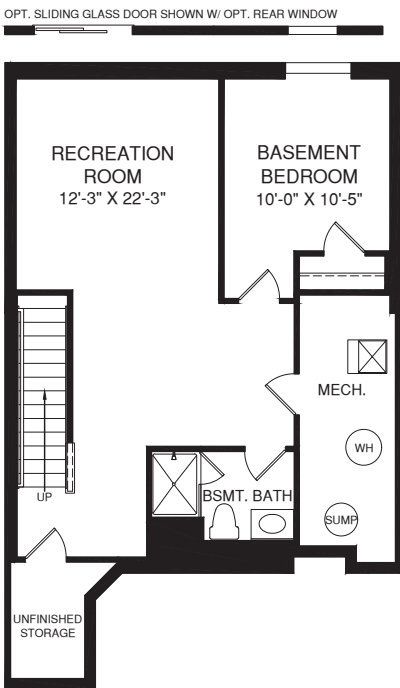 OPT. SLIDING GLASS DOOR SHOWN W/ OPT. REAR WINDOW
RECREATION
ROOM
12'-3" X 22'-3"
BASEMENT
BEDROOM
10'-0" X 10'-5"
MECH.
WH
UP
BSMT. BATH
SUMP
UNFINISHED
STORAGE